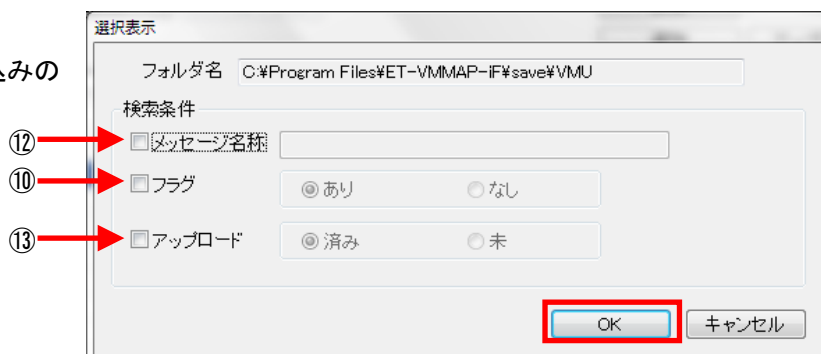 選択表示
みの
フォルダ名 C:¥Program Files¥ET-VMMAP-iF¥save¥VMU
検索条件
⑫ メッセージ名称
⑩ フラグ あり なし
⑬ アップロード 済み 未
OK キャンセル